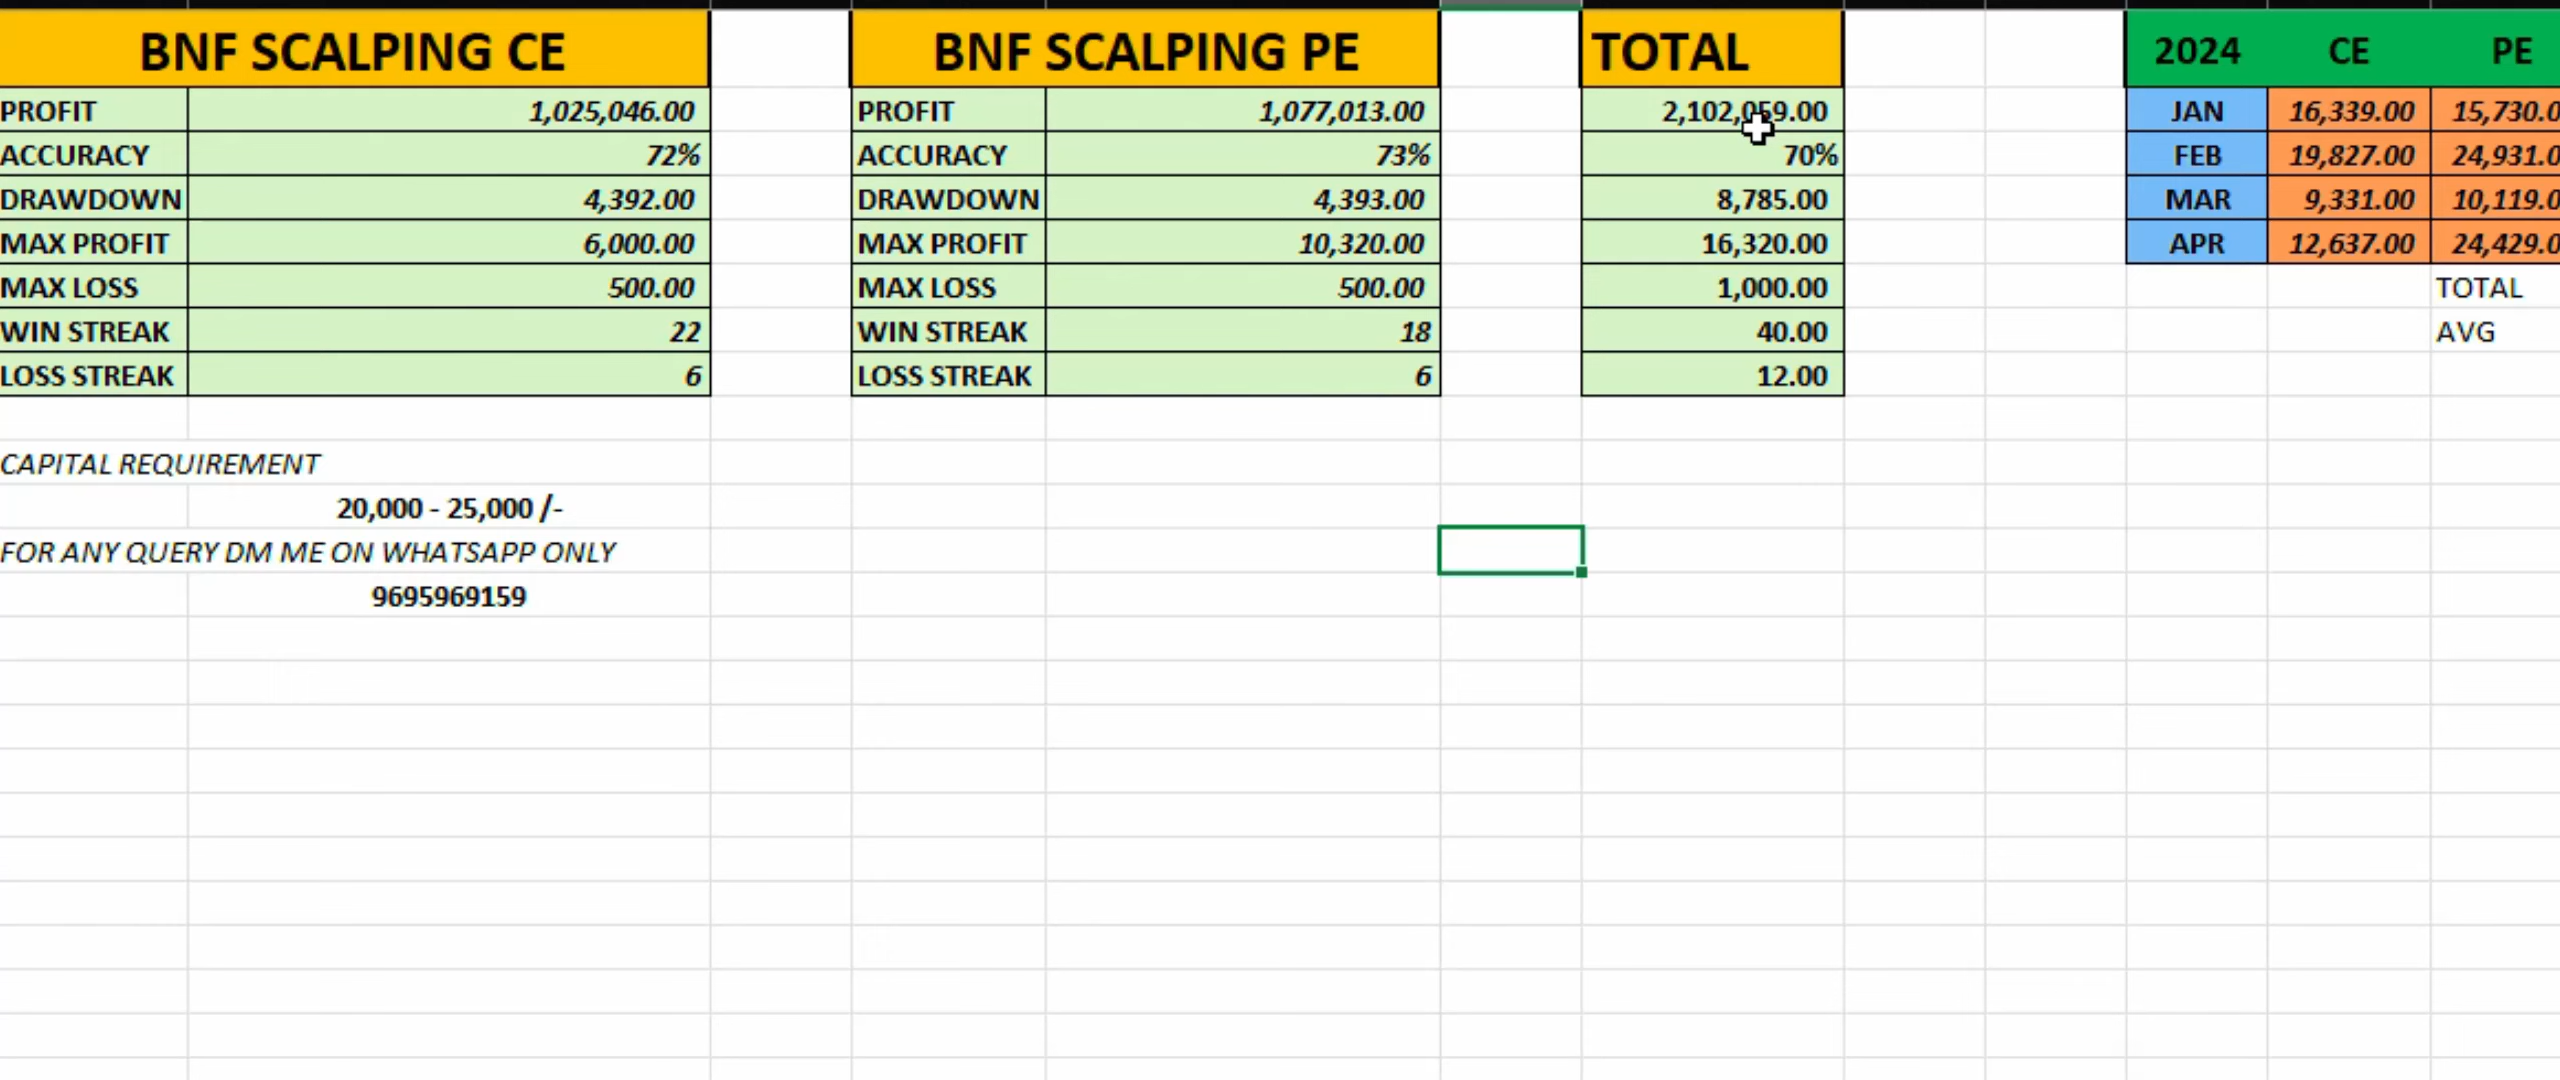 BNF SCALPING CE BNF SCALPING PE TOTAL 2024 CE PE
PROFIT 1,025,046.00 PROFIT 1,077,013.00 2,102,059.00 JAN 16,339.00 15,730.0
ACCURACY 72% ACCURACY 73% 70% FEB 19,827.00 24,931.0
DRAWDOWN 4,392.00 DRAWDOWN 4,393.00 8,785.00 MAR 9,331.00 10,119.0
MAX PROFIT 6,000.00 MAX PROFIT 10,320.00 16,320.00 APR 12,637.00 24,429.0
MAX LOSS 500.00 MAX LOSS 500.00 1,000.00 TOTAL
WIN STREAK 22 WIN STREAK 18 40.00 AVG
LOSS STREAK 6 LOSS STREAK 6 12.00
CAPITAL REQUIREMENT
20,000 - 25,000 /-
FOR ANY QUERY DM ME ON WHATSAPP ONLY
9695969159